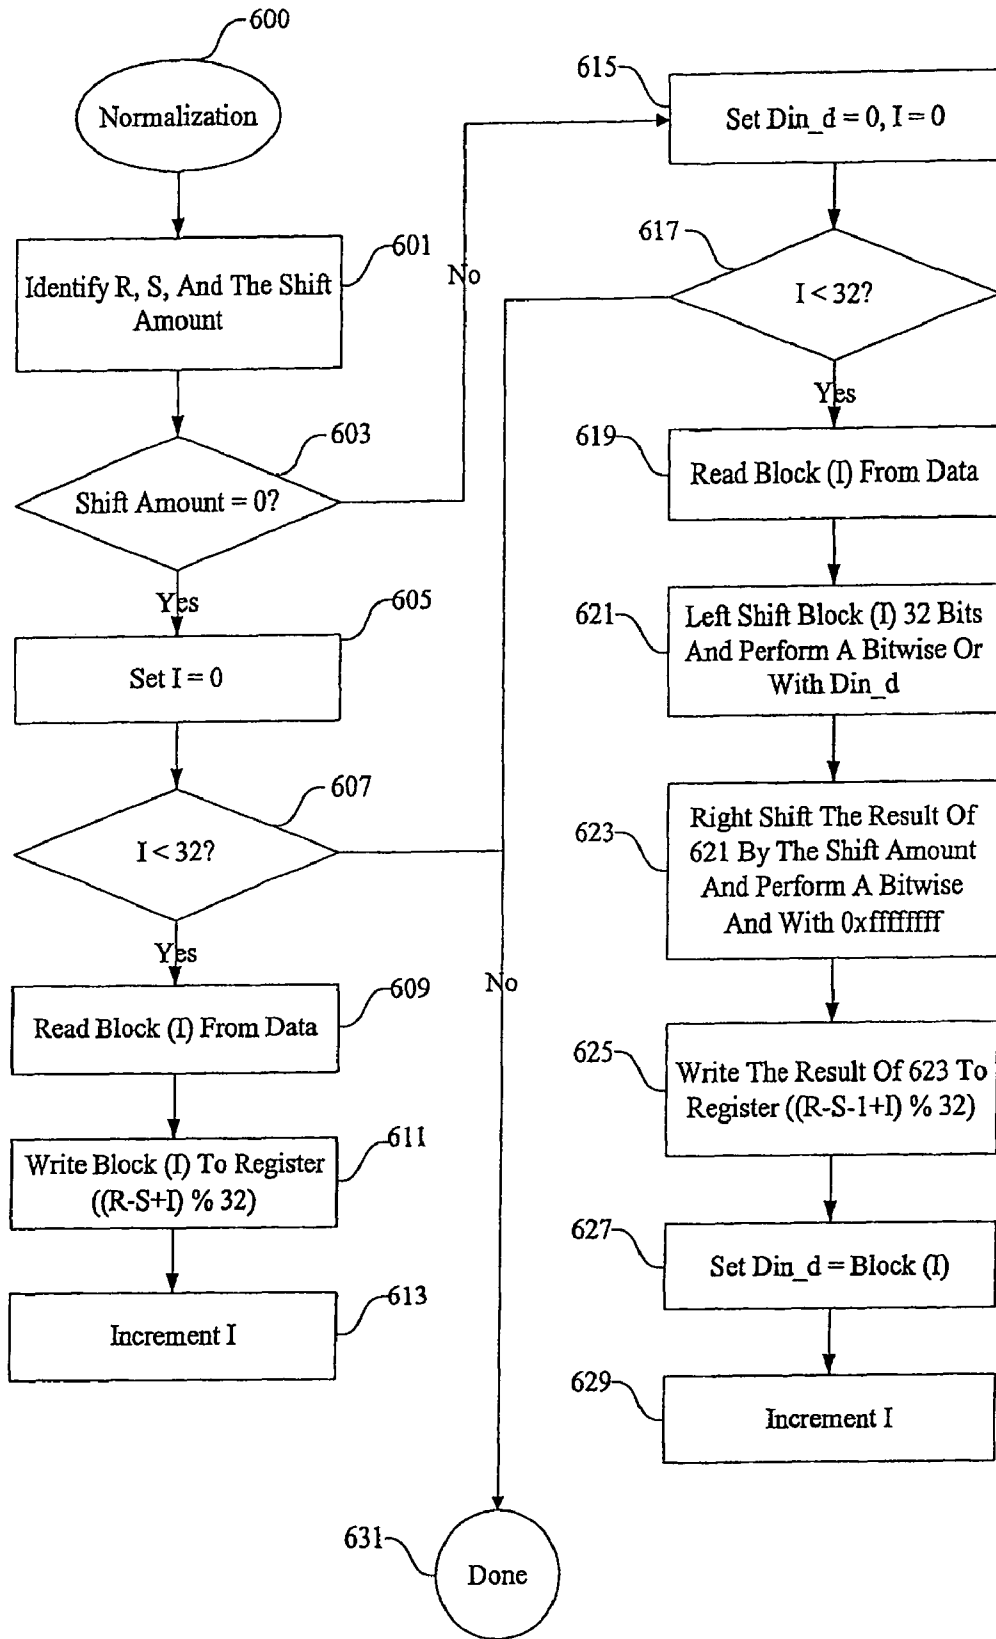 600
Normalization
601
Identify R, S, And The Shift
Amount
603
Shift Amount = 0?
No
Yes
605
Set I = 0
607
I < 32?
Yes
No
609
Read Block (I) From Data
611
Write Block (I) To Register
((R-S+I) % 32)
613
Increment I
615
Set Din_d = 0, I = 0
617
I < 32?
Yes
619
Read Block (I) From Data
621
Left Shift Block (I) 32 Bits
And Perform A Bitwise Or
With Din_d
623
Right Shift The Result Of
621 By The Shift Amount
And Perform A Bitwise
And With 0xffffffff
625
Write The Result Of 623 To
Register ((R-S-1+I) % 32)
627
Set Din_d = Block (I)
629
Increment I
631
Done